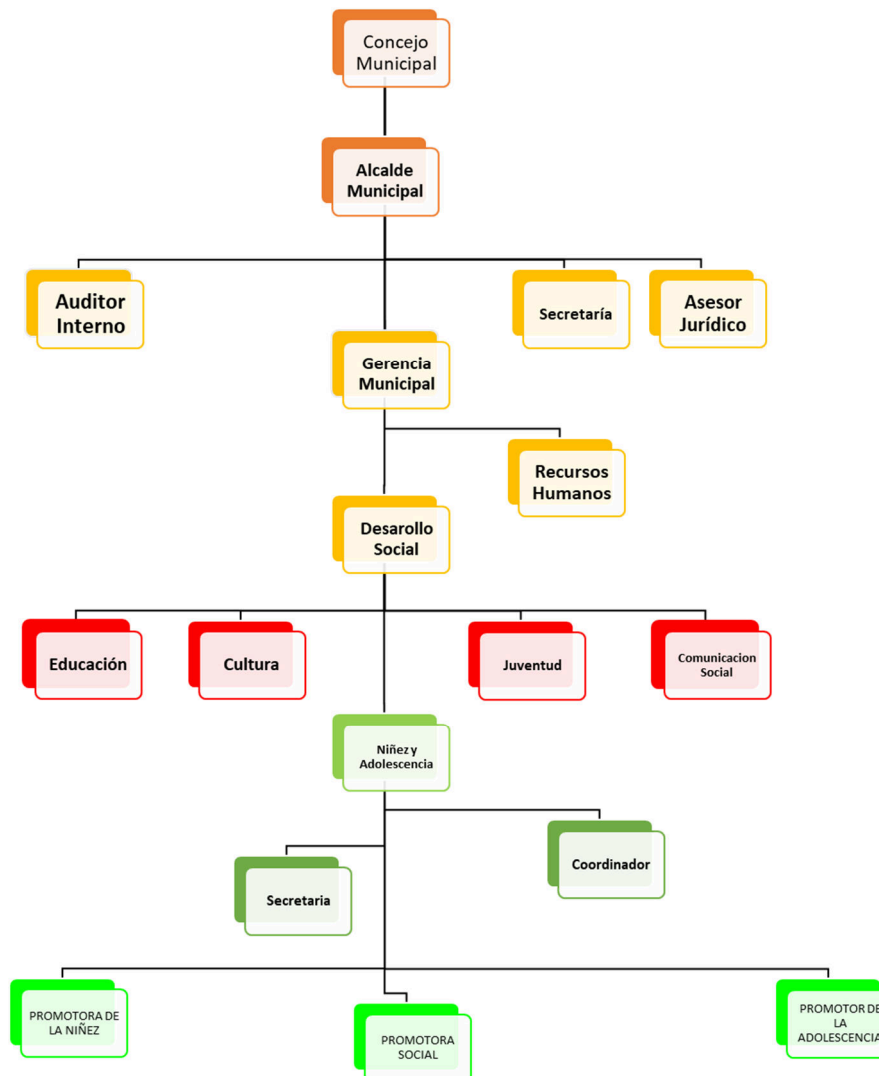 Concejo
Municipal
Alcalde
Municipal
Auditor
Interno
Secretaría
Asesor
Jurídico
Gerencia
Municipal
Recursos
Humanos
Desarollo
Social
Educación
Cultura
Juventud
Comunicacion
Social
Niñez y
Adolescencia
Coordinador
Secretaria
PROMOTORA DE
LA NIÑEZ
PROMOTORA
SOCIAL
PROMOTOR DE
LA
ADOLESCENCIA